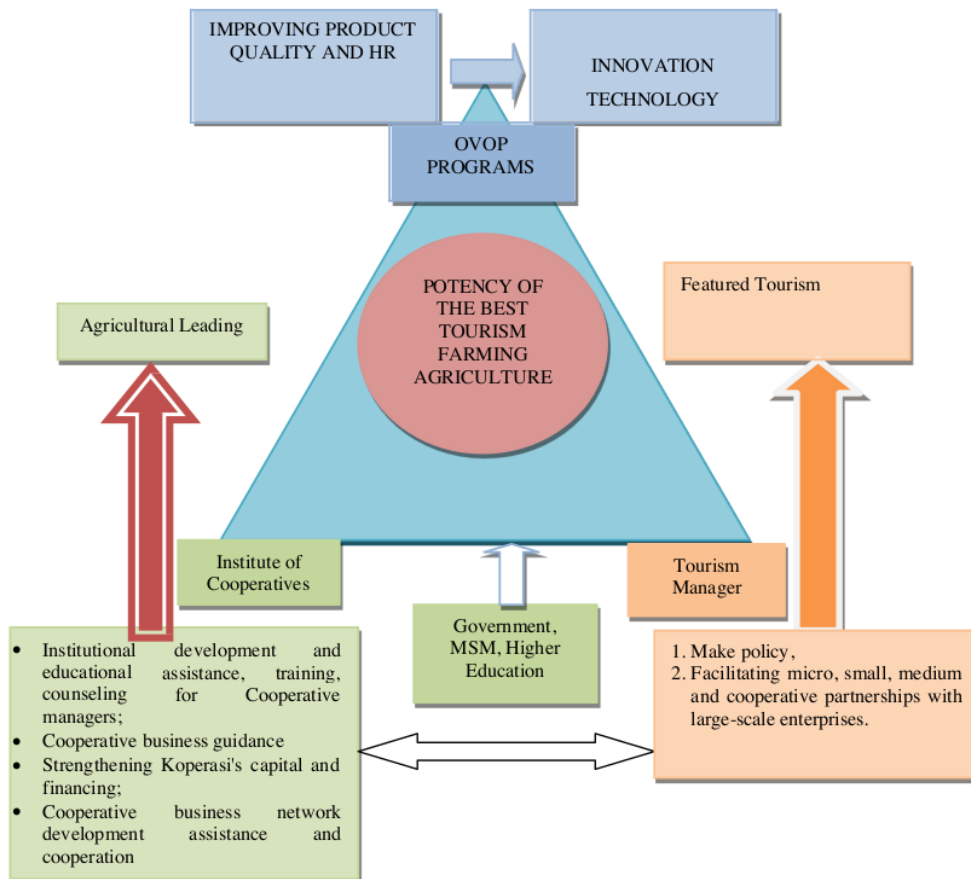 IMPROVING PRODUCT
QUALITY AND HR
INNOVATION
TECHNOLOGY
OVOP
PROGRAMS
POTENCY OF
THE BEST
TOURISM
FARMING
AGRICULTURE
Agricultural Leading
Featured Tourism
Institute of
Cooperatives
Tourism
Manager
Government,
MSM, Higher
Education
• Institutional development and
educational assistance, training,
counseling for Cooperative
managers;
• Cooperative business guidance
• Strengthening Koperasi's capital and
financing;
• Cooperative business network
development assistance and
cooperation
1. Make policy,
2. Facilitating micro, small, medium
and cooperative partnerships with
large-scale enterprises.